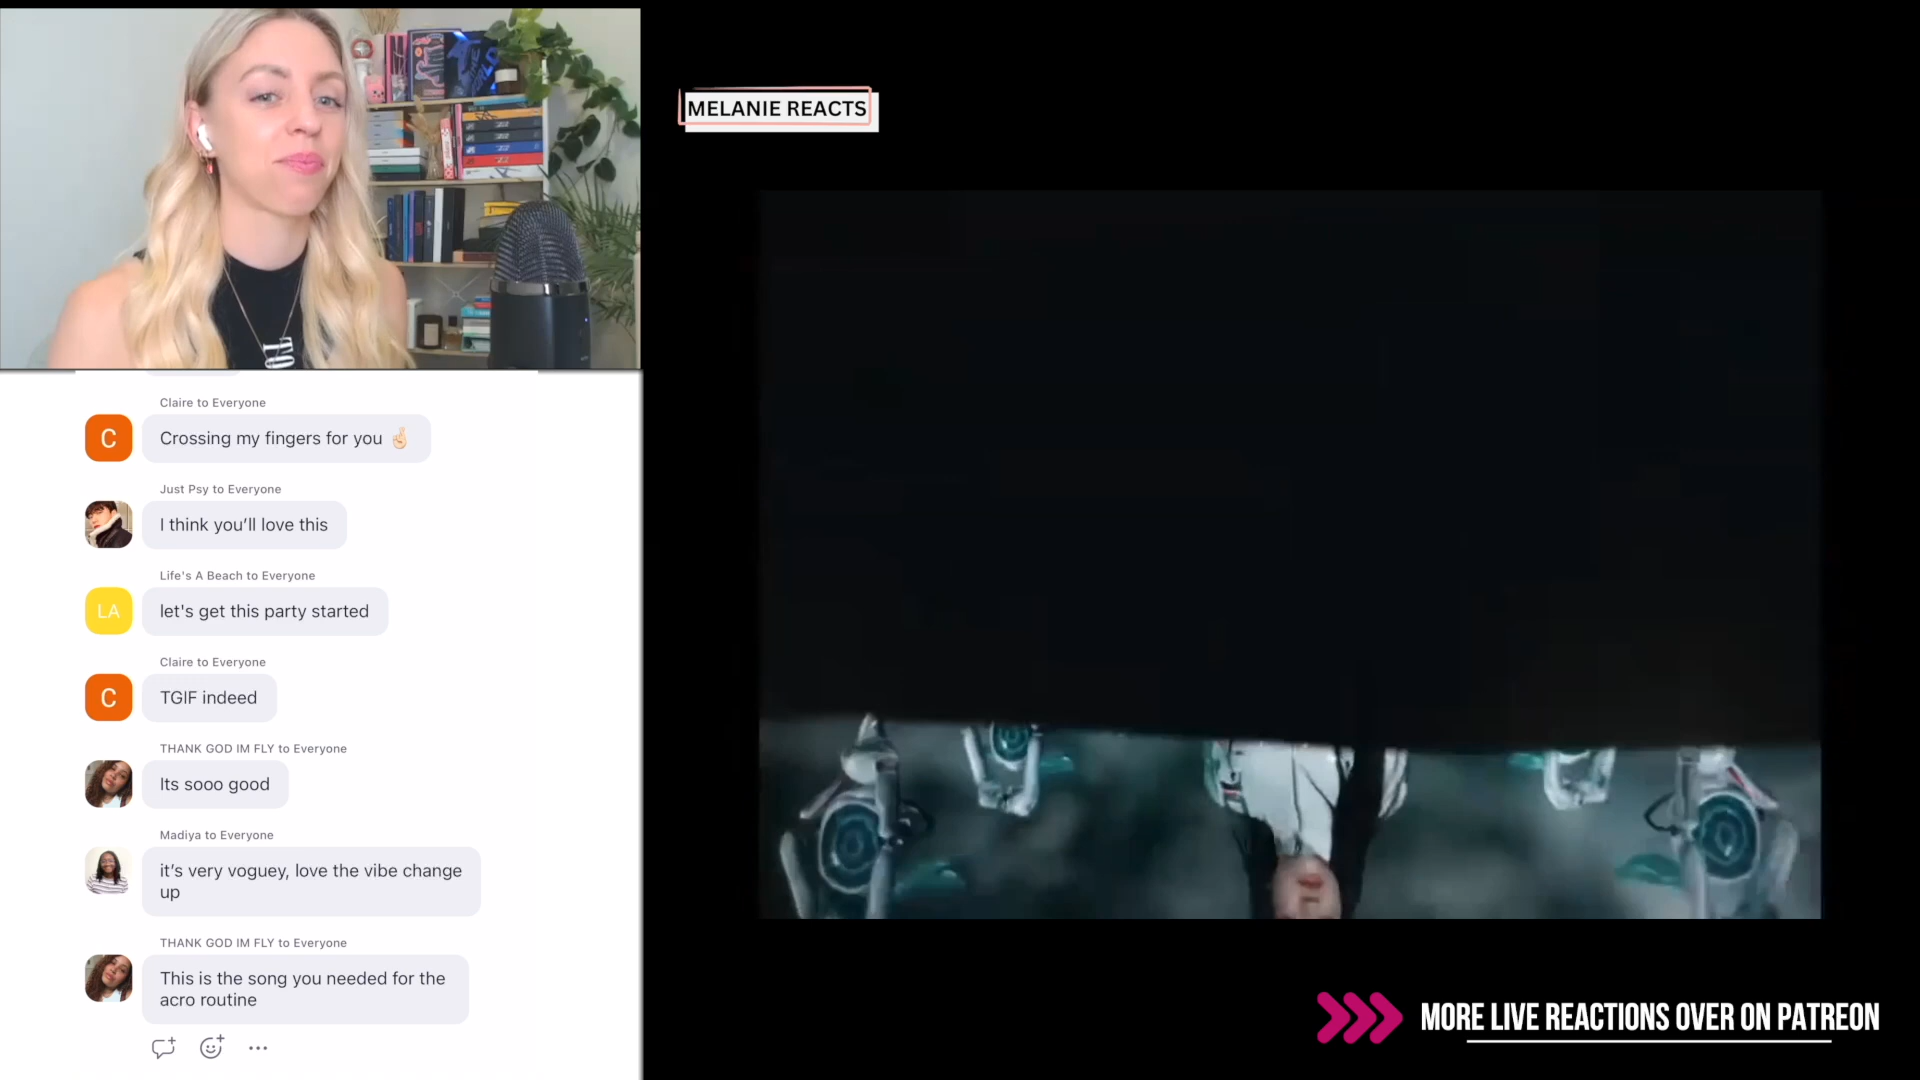 MELANIE REACTS
Claire to Everyone
C
Crossing my fingers for you 🤞🏻
Just Psy to Everyone
I think you’ll love this
Life's A Beach to Everyone
LA
let's get this party started
Claire to Everyone
C
TGIF indeed
THANK GOD IM FLY to Everyone
Its sooo good
Madiya to Everyone
it’s very voguey, love the vibe change
up
THANK GOD IM FLY to Everyone
This is the song you needed for the
acro routine
MORE LIVE REACTIONS OVER ON PATREON